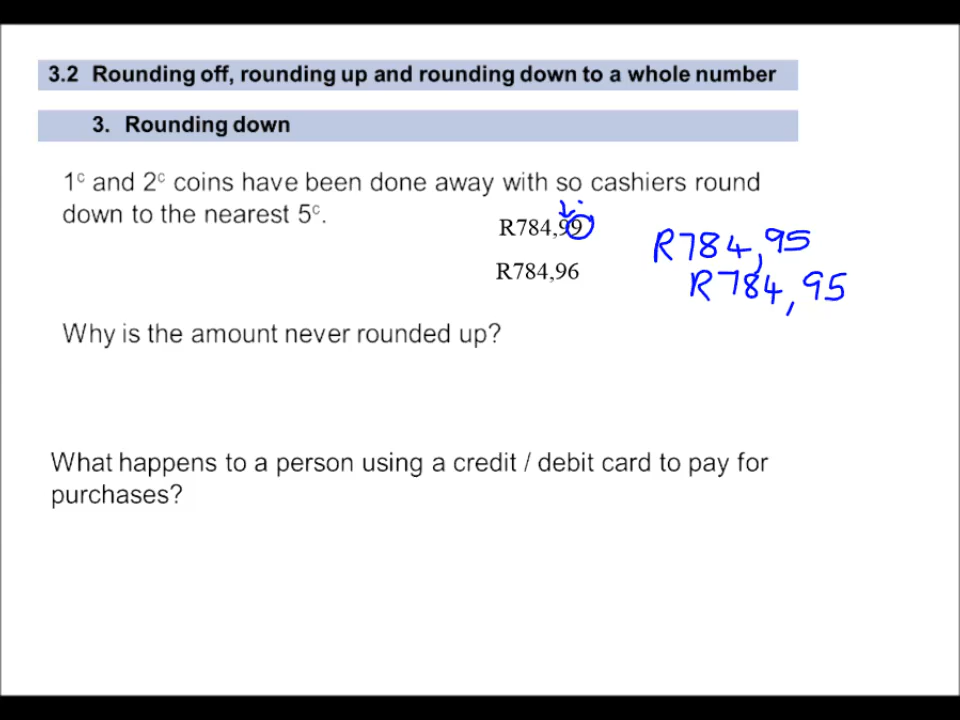 3.2 Rounding off, rounding up and rounding down to a whole number
3. Rounding down
1ᶜ and 2ᶜ coins have been done away with so cashiers round
down to the nearest 5ᶜ.
R784,99 R784,95
R784,96 R784,95
Why is the amount never rounded up?
What happens to a person using a credit / debit card to pay for
purchases?